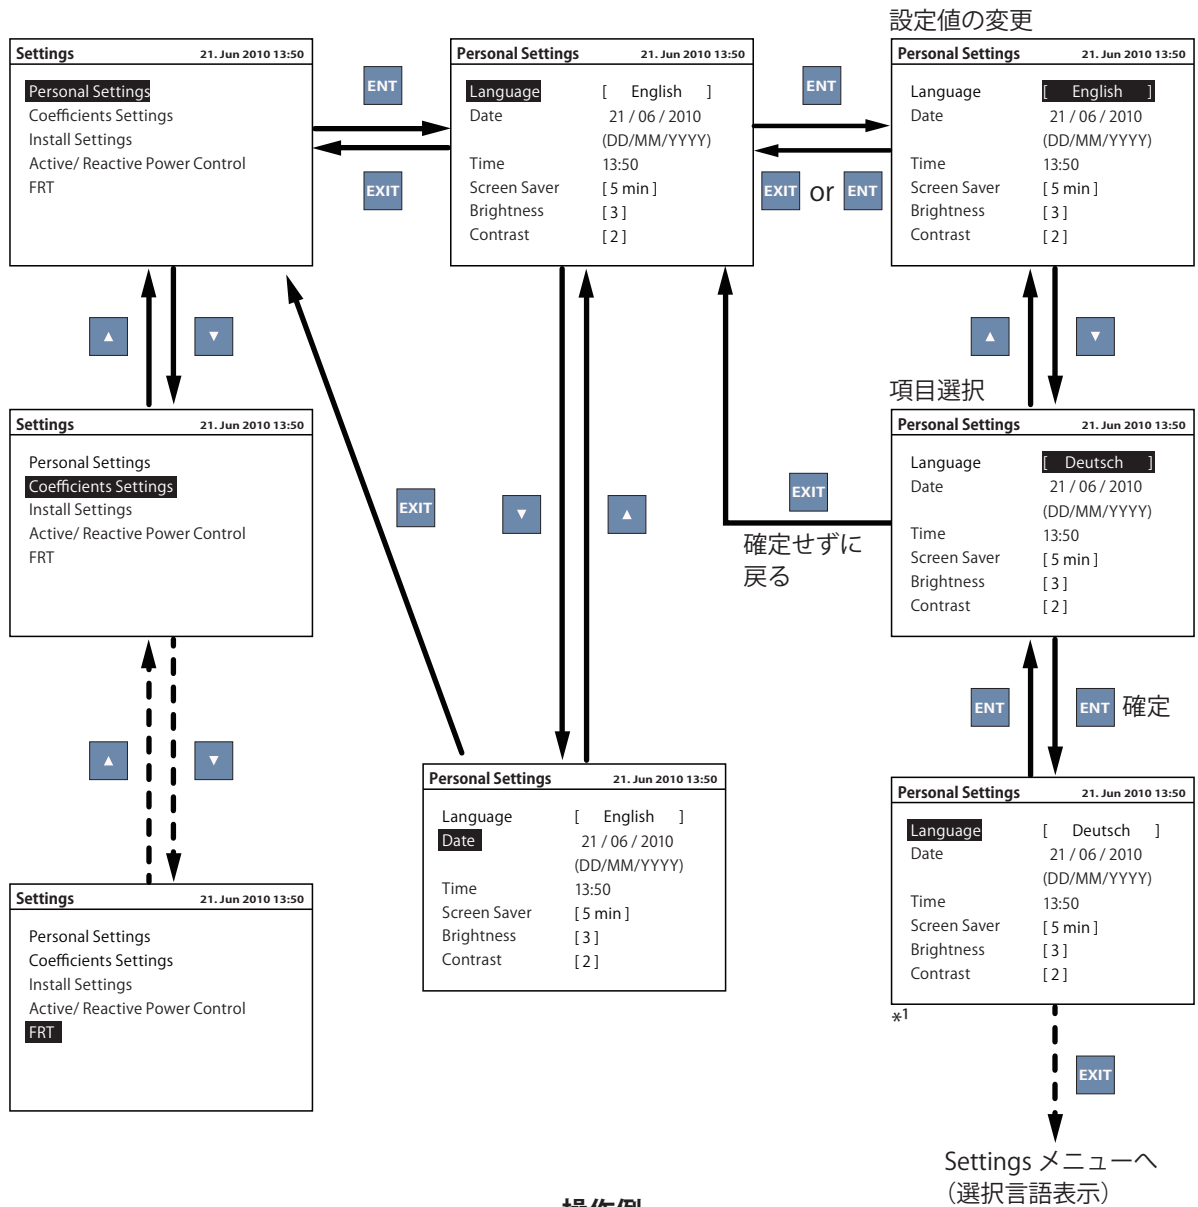 設定値の変更
Settings 21. Jun 2010 13:50
Personal Settings
Coefficients Settings
Install Settings
Active/ Reactive Power Control
FRT
ENT
EXIT
Personal Settings 21. Jun 2010 13:50
Language [ English ]
Date 21 / 06 / 2010
(DD/MM/YYYY)
Time 13:50
Screen Saver [ 5 min ]
Brightness [ 3 ]
Contrast [ 2 ]
ENT
EXIT or ENT
Personal Settings 21. Jun 2010 13:50
Language [ English ]
Date 21 / 06 / 2010
(DD/MM/YYYY)
Time 13:50
Screen Saver [ 5 min ]
Brightness [ 3 ]
Contrast [ 2 ]
▲ ▼
▲ ▼
項目選択
Settings 21. Jun 2010 13:50
Personal Settings
Coefficients Settings
Install Settings
Active/ Reactive Power Control
FRT
EXIT
▼ ▲
EXIT
確定せずに
戻る
Personal Settings 21. Jun 2010 13:50
Language [ Deutsch ]
Date 21 / 06 / 2010
(DD/MM/YYYY)
Time 13:50
Screen Saver [ 5 min ]
Brightness [ 3 ]
Contrast [ 2 ]
▲ ▼
ENT ENT 確定
Settings 21. Jun 2010 13:50
Personal Settings
Coefficients Settings
Install Settings
Active/ Reactive Power Control
FRT
Personal Settings 21. Jun 2010 13:50
Language [ English ]
Date 21 / 06 / 2010
(DD/MM/YYYY)
Time 13:50
Screen Saver [ 5 min ]
Brightness [ 3 ]
Contrast [ 2 ]
Personal Settings 21. Jun 2010 13:50
Language [ Deutsch ]
Date 21 / 06 / 2010
(DD/MM/YYYY)
Time 13:50
Screen Saver [ 5 min ]
Brightness [ 3 ]
Contrast [ 2 ]
*1
EXIT
Settings メニューへ
（選択言語表示）